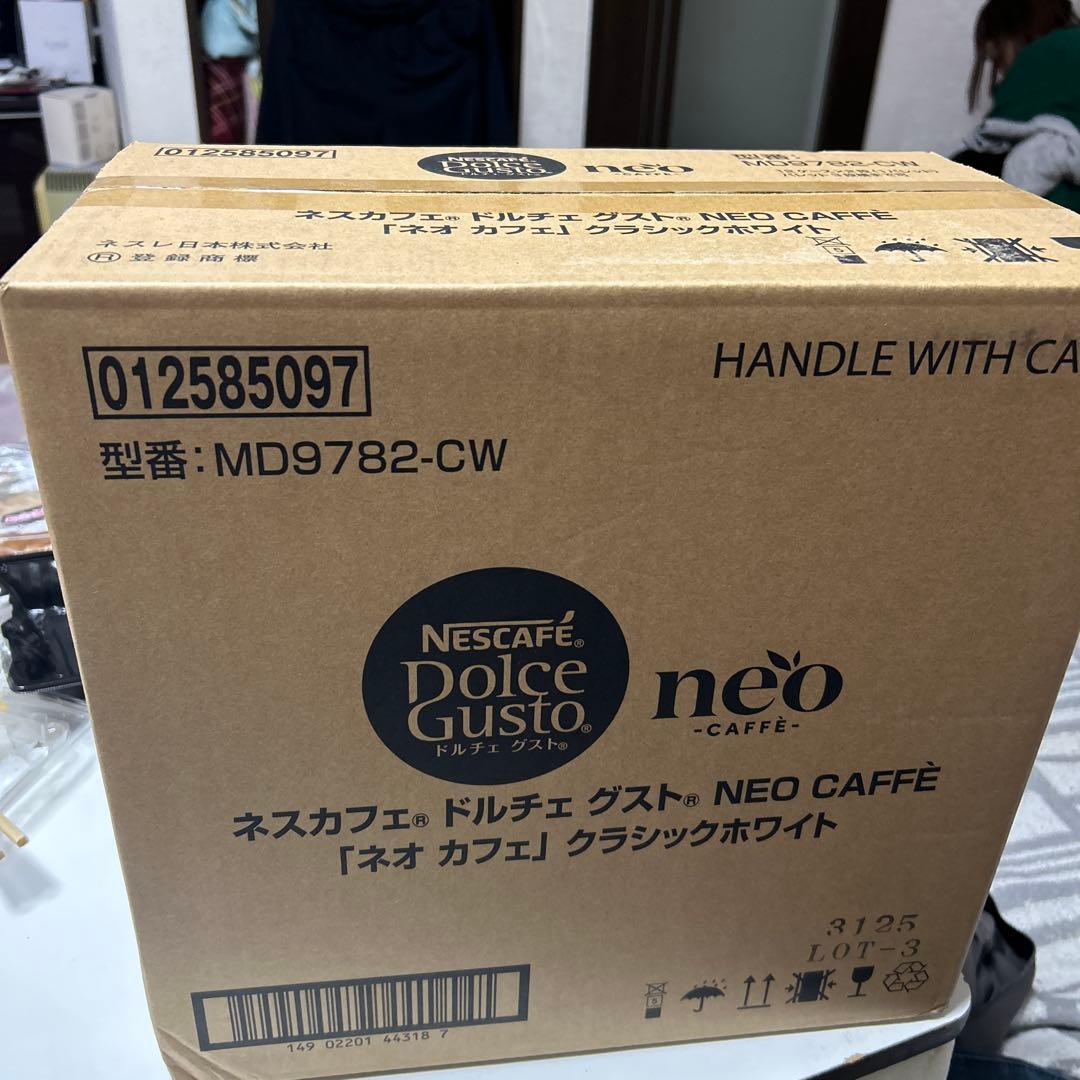 012585097
NESCAFÉ
Dolce
Gusto
neo
CAFFÈ
型番:
MD9782-CW
ネスカフェ® ドルチェ グスト® NEO CAFFÈ
「ネオ カフェ」クラシックホワイト
ネスレ日本株式会社
Ⓡ登録商標
5
012585097
HANDLE WITH CA
型番:MD9782-CW
NESCAFÉ®
Dolce
Gusto®
ドルチェ グスト®
neo
-CAFFÈ-
ネスカフェ® ドルチェ グスト® NEO CAFFÈ
「ネオ カフェ」クラシックホワイト
3125
LOT-3
5
149 02201 44318 7